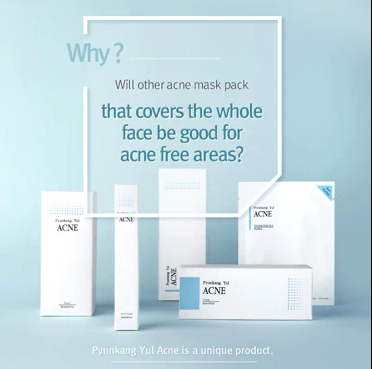 Why ?
Will other acne mask pack
that covers the whole
face be good for
acne free areas?
Pyunkang Yul
ACNE
ACNE
Pyunkang Yul
ACNE
Pyunkang Yul
ACNE
Pyunkang Yul
ACNE
Pyunkang Yul Acne is a unique product.